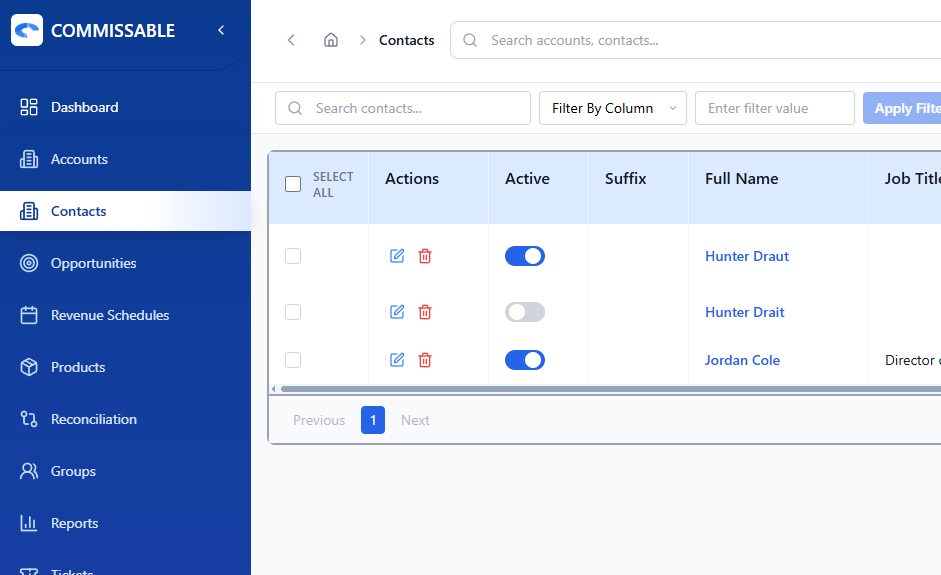 COMMISSABLE
Dashboard
Accounts
Contacts
Opportunities
Revenue Schedules
Products
Reconciliation
Groups
Reports
Tickets
Contacts
Search accounts, contacts...
Search contacts...
Filter By Column
Enter filter value
Apply Filte
SELECT
ALL
Actions
Active
Suffix
Full Name
Job Title
Hunter Draut
Hunter Drait
Jordan Cole
Director
Previous
1
Next